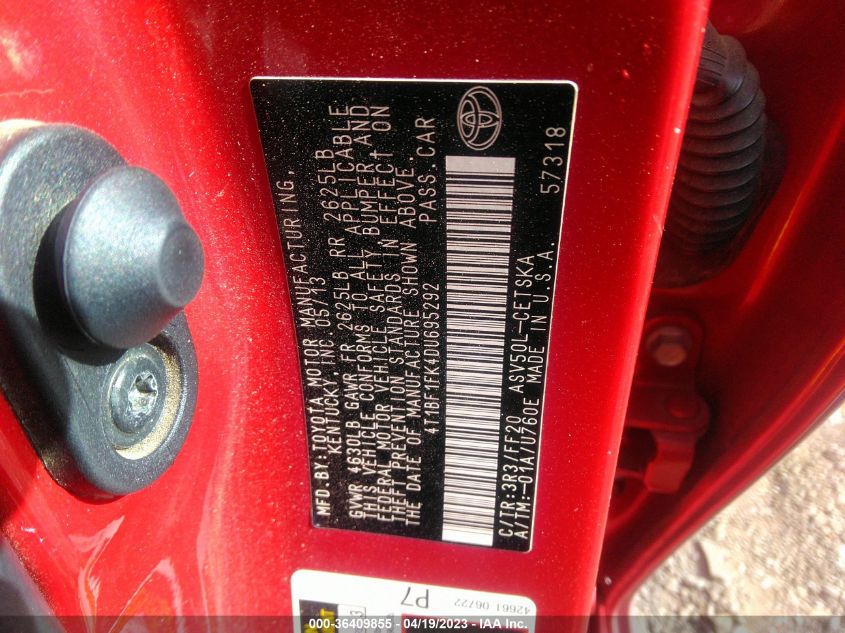 MFD.BY:TOYOTA MOTOR MANUFACTURING,
KENTUCKY, INC. 05/13
GVWR 4630LB GAWR FR 2625LB RR 2625LB
THIS VEHICLE CONFORMS TO ALL APPLICABLE
FEDERAL MOTOR VEHICLE SAFETY, BUMPER, AND
THEFT PREVENTION STANDARDS IN EFFECT ON
THE DATE OF MANUFACTURE SHOWN ABOVE.
4T1BF1FK4DU695292 PASS.CAR
C/TR:3R3/FF20 ASV50L-CETSKA
A/TM:-01A/U760E MADE IN U.S.A.
57318
P7
42661 06722
000-36409855 - 04/19/2023 - IAA Inc.